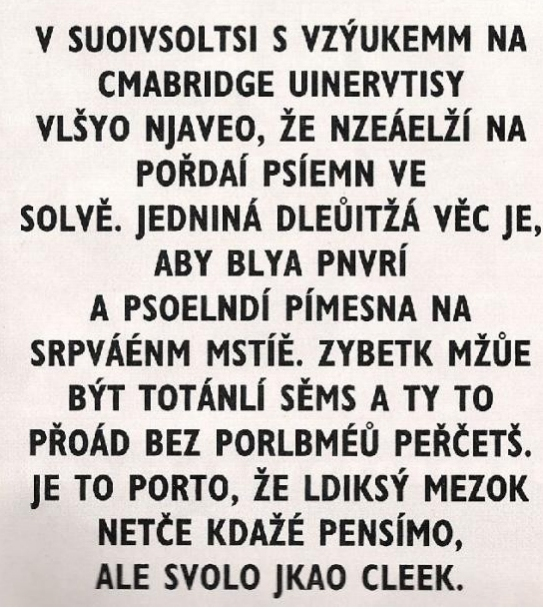 V SUOIVSOLTSI S VZÝUKEMM NA
CMABRIDGE UINERVTISY
VLŠYO NJAVEO, ŽE NZEÁELŽÍ NA
POŘDAÍ PSÍEMN VE
SOLVĚ. JEDNINÁ DLEŮITŽÁ VĚC JE,
ABY BLYA PNVRÍ
A PSOELNDÍ PÍMESNA NA
SRPVÁÉNM MSTÍĚ. ZYBETK MŽŮE
BÝT TOTÁNLÍ SĚMS A TY TO
PŘOÁD BEZ PORLBMÉŮ PEŘČETŠ.
JE TO PORTO, ŽE LDIKSÝ MEZOK
NETČE KDAŽÉ PENSÍMO,
ALE SVOLO JKAO CLEEK.